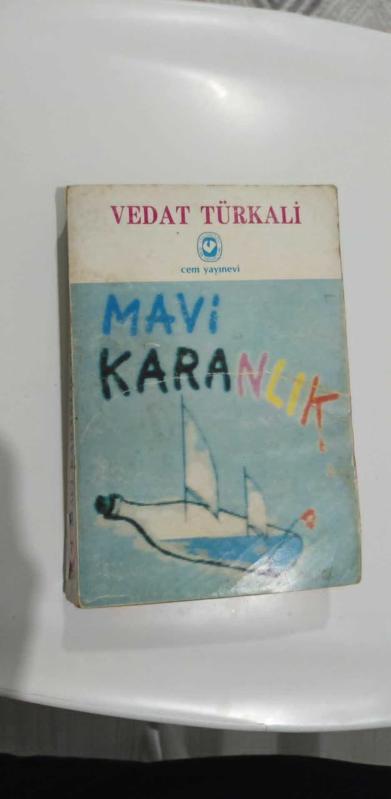 VEDAT TÜRKALİ
cem yayınevi
MAVİ
KARANLIK